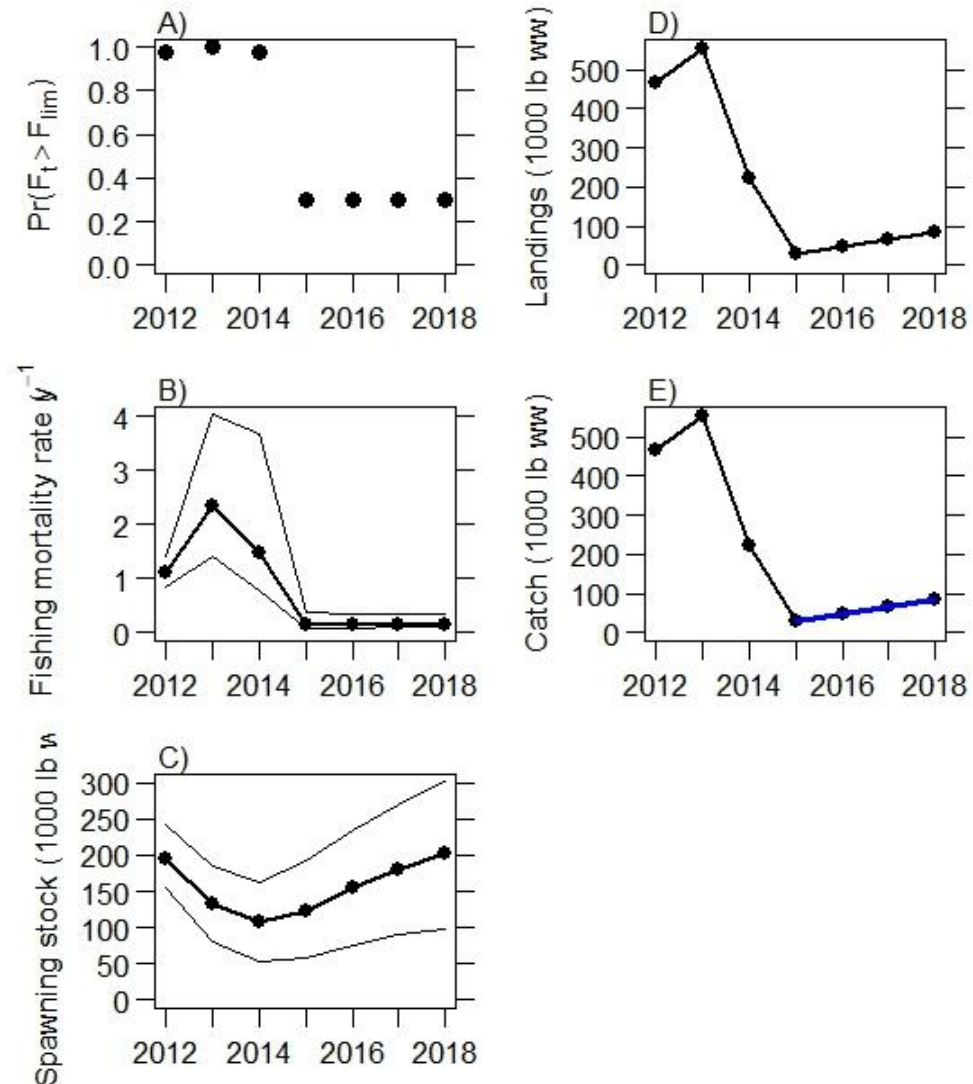 A)
Pr(Fₜ > Fₗᵢₘ)
1.0
0.8
0.6
0.4
0.2
0.0
2012 2014 2016 2018
B)
Fishing mortality rate y⁻¹
4
3
2
1
0
2012 2014 2016 2018
C)
Spawning stock (1000 lb
300
250
200
150
100
50
0
2012 2014 2016 2018
D)
Landings (1000 lb ww)
500
400
300
200
100
0
2012 2014 2016 2018
E)
Catch (1000 lb ww)
500
400
300
200
100
0
2012 2014 2016 2018